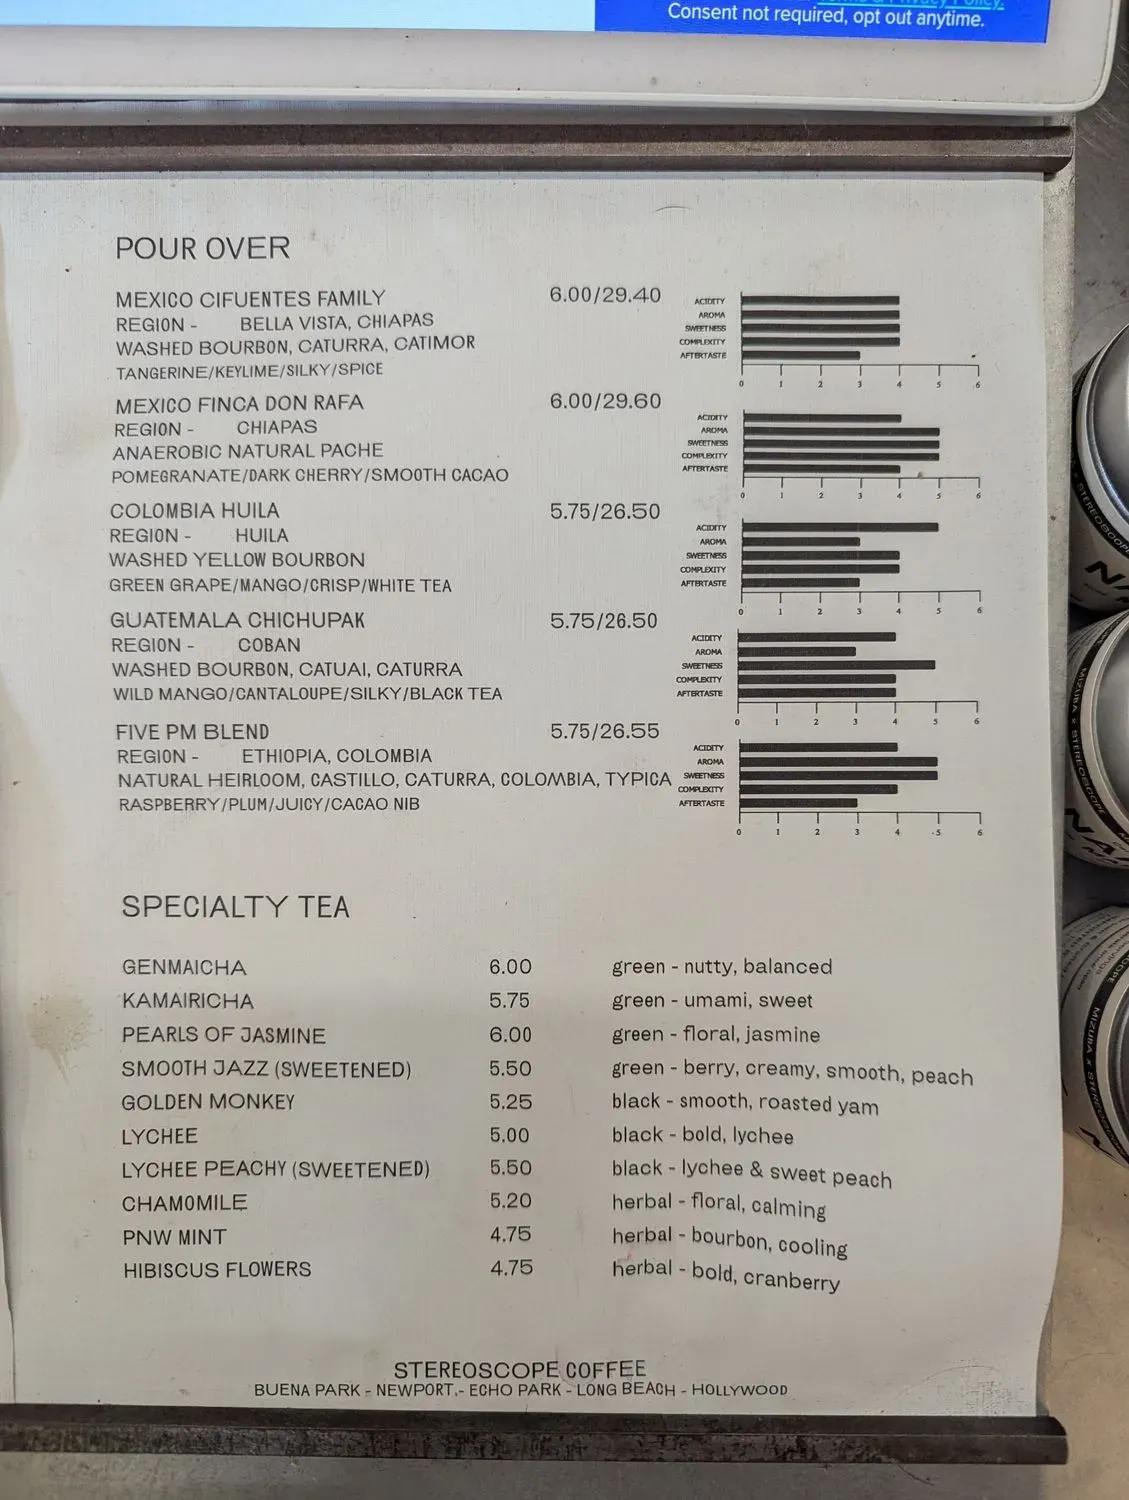 Terms & Privacy Policy.
Consent not required, opt out anytime.
POUR OVER
MEXICO CIFUENTES FAMILY 6.00/29.40
REGION - BELLA VISTA, CHIAPAS
WASHED BOURBON, CATURRA, CATIMOR
TANGERINE/KEYLIME/SILKY/SPICE
ACIDITY
AROMA
SWEETNESS
COMPLEXITY
AFTERTASTE
0 1 2 3 4 5 6
MEXICO FINCA DON RAFA 6.00/29.60
REGION - CHIAPAS
ANAEROBIC NATURAL PACHE
POMEGRANATE/DARK CHERRY/SMOOTH CACAO
ACIDITY
AROMA
SWEETNESS
COMPLEXITY
AFTERTASTE
0 1 2 3 4 5 6
COLOMBIA HUILA 5.75/26.50
REGION - HUILA
WASHED YELLOW BOURBON
GREEN GRAPE/MANGO/CRISP/WHITE TEA
ACIDITY
AROMA
SWEETNESS
COMPLEXITY
AFTERTASTE
0 1 2 3 4 5 6
GUATEMALA CHICHUPAK 5.75/26.50
REGION - COBAN
WASHED BOURBON, CATUAI, CATURRA
WILD MANGO/CANTALOUPE/SILKY/BLACK TEA
ACIDITY
AROMA
SWEETNESS
COMPLEXITY
AFTERTASTE
0 1 2 3 4 5 6
FIVE PM BLEND 5.75/26.55
REGION - ETHIOPIA, COLOMBIA
NATURAL HEIRLOOM, CASTILLO, CATURRA, COLOMBIA, TYPICA
RASPBERRY/PLUM/JUICY/CACAO NIB
ACIDITY
AROMA
SWEETNESS
COMPLEXITY
AFTERTASTE
0 1 2 3 4 5 6
SPECIALTY TEA
GENMAICHA 6.00 green - nutty, balanced
KAMAIRICHA 5.75 green - umami, sweet
PEARLS OF JASMINE 6.00 green - floral, jasmine
SMOOTH JAZZ (SWEETENED) 5.50 green - berry, creamy, smooth, peach
GOLDEN MONKEY 5.25 black - smooth, roasted yam
LYCHEE 5.00 black - bold, lychee
LYCHEE PEACHY (SWEETENED) 5.50 black - lychee & sweet peach
CHAMOMILE 5.20 herbal - floral, calming
PNW MINT 4.75 herbal - bourbon, cooling
HIBISCUS FLOWERS 4.75 herbal - bold, cranberry
STEREOSCOPE COFFEE
BUENA PARK - NEWPORT - ECHO PARK - LONG BEACH - HOLLYWOOD
MIZUBA x STEREOSCOPE